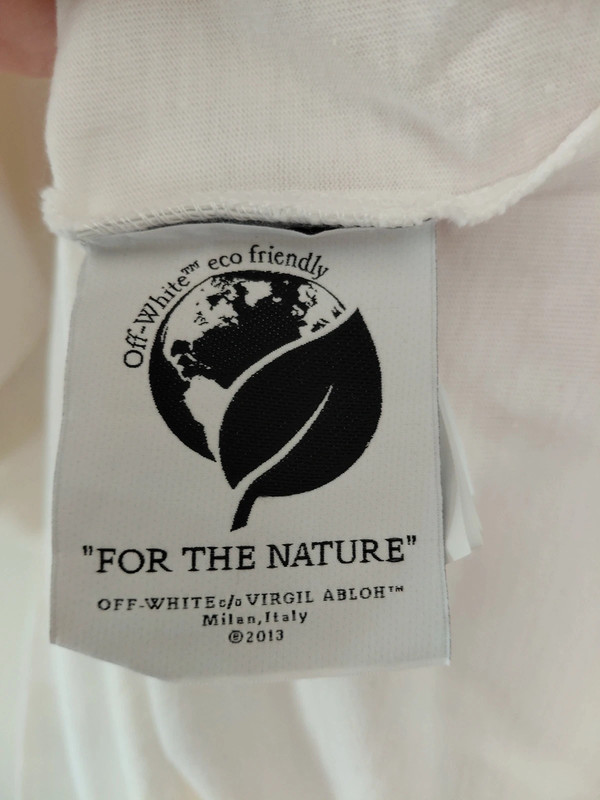 Off-White™ eco friendly
"FOR THE NATURE"
OFF-WHITE c/o VIRGIL ABLOH™
Milan, Italy
©2013